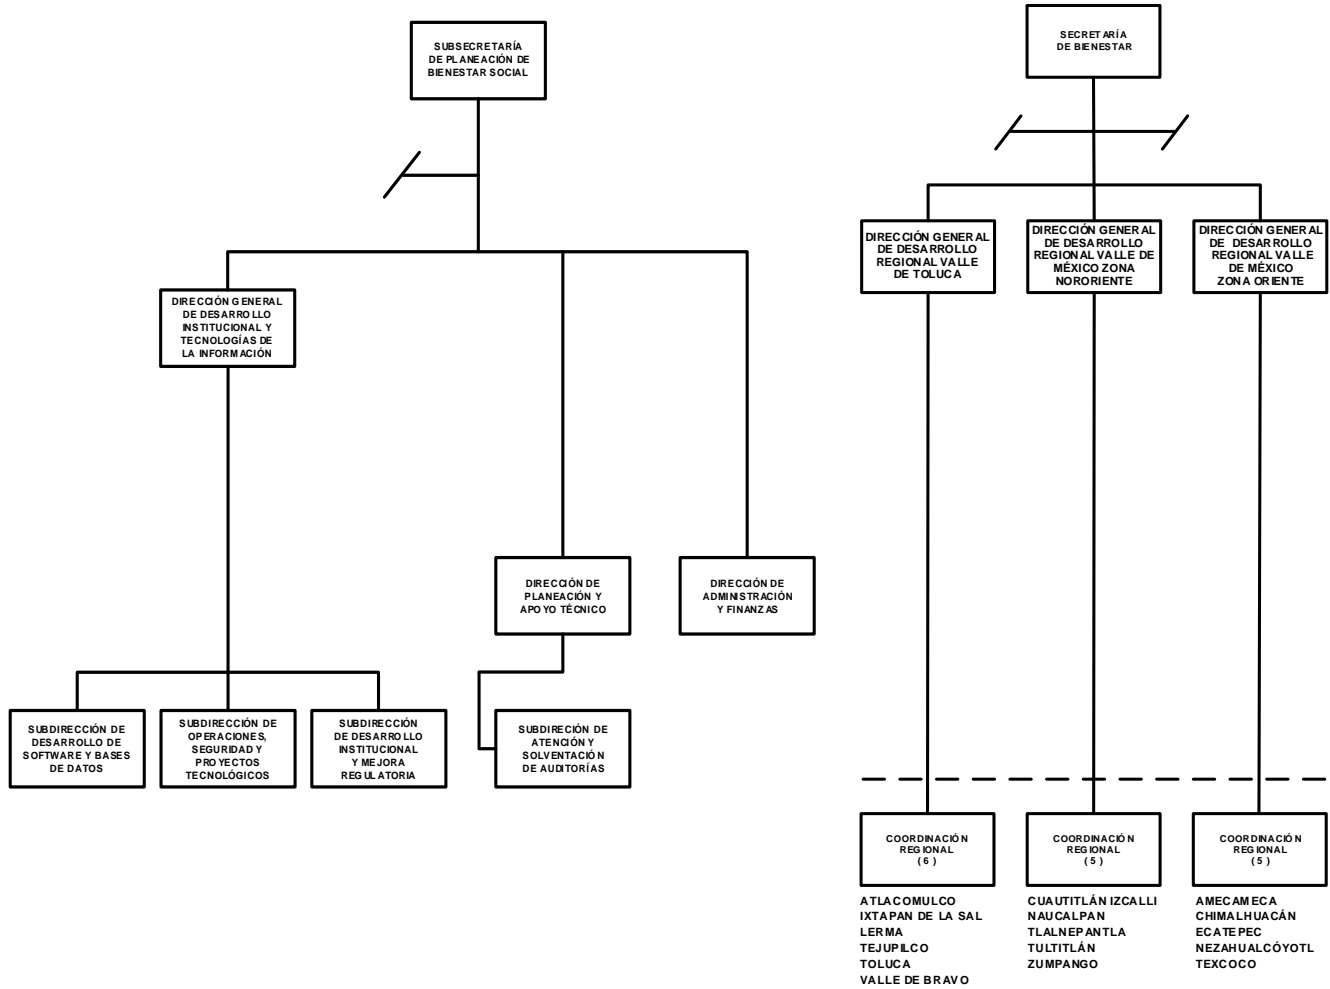 SUBSECRETARÍA
DE PLANEACIÓN DE
BIENESTAR SOCIAL
DIRECCIÓN GENERAL
DE DESARROLLO
INSTITUCIONAL Y
TECNOLOGÍAS DE
LA INFORMACIÓN
DIRECCIÓN DE
PLANEACIÓN Y
APOYO TÉCNICO
DIRECCIÓN DE
ADMINISTRACIÓN
Y FINANZAS
SUBDIRECCIÓN DE
DESARROLLO DE
SOFTWARE Y BASES
DE DATOS
SUBDIRECCIÓN DE
OPERACIONES,
SEGURIDAD Y
PROYECTOS
TECNOLÓGICOS
SUBDIRECCIÓN
DE DESARROLLO
INSTITUCIONAL
Y MEJORA
REGULATORIA
SUBDIRECIÓN DE
ATENCIÓN Y
SOLVENTACIÓN
DE AUDITORÍAS
SECRETARÍA
DE BIENESTAR
DIRECCIÓN GENERAL
DE DESARROLLO
REGIONAL VALLE
DE TOLUCA
DIRECCIÓN GENERAL
DE DESARROLLO
REGIONAL VALLE DE
MÉXICO ZONA
NORORIENTE
DIRECCIÓN GENERAL
DE DESARROLLO
REGIONAL VALLE
DE MÉXICO
ZONA ORIENTE
COORDINACIÓN
REGIONAL
( 6 )
ATLACOMULCO
IXTAPAN DE LA SAL
LERMA
TEJUPILCO
TOLUCA
VALLE DE BRAVO
COORDINACIÓN
REGIONAL
( 5 )
CUAUTITLÁN IZCALLI
NAUCALPAN
TLALNEPANTLA
TULTITLÁN
ZUMPANGO
COORDINACIÓN
REGIONAL
( 5 )
AMECAMECA
CHIMALHUACÁN
ECATEPEC
NEZAHUALCÓYOTL
TEXCOCO